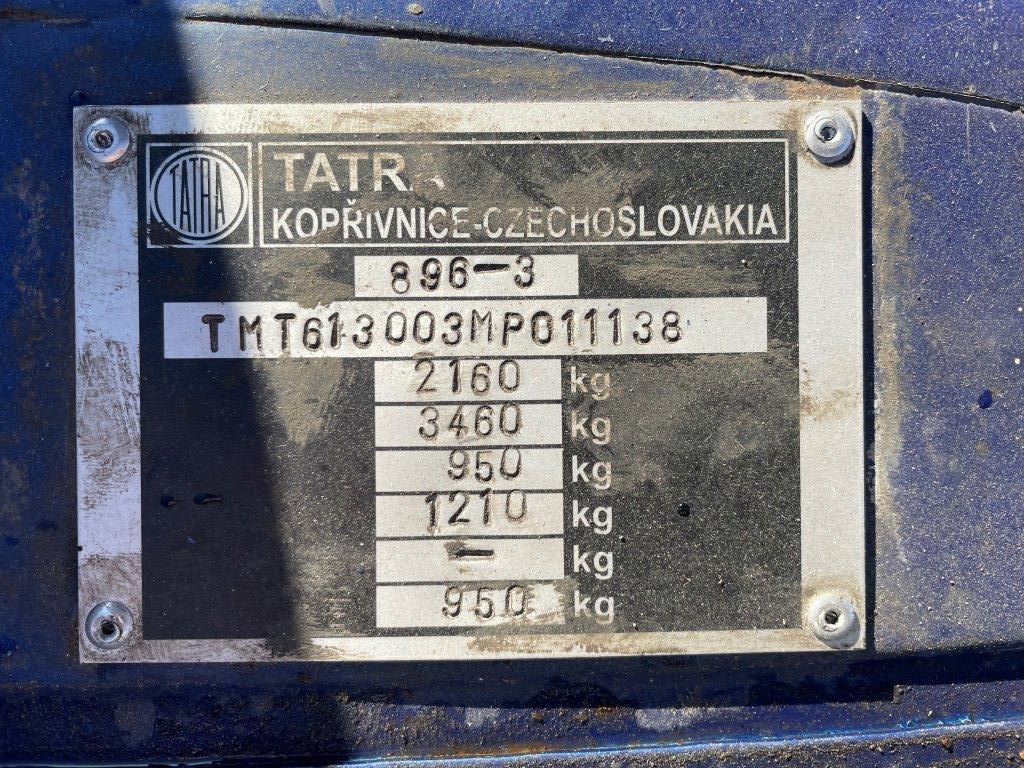 TATRA
TATRA
KOPŘIVNICE-CZECHOSLOVAKIA
896-3
TMT613003MP011138
2160 kg
3460 kg
950 kg
1210 kg
- kg
950 kg